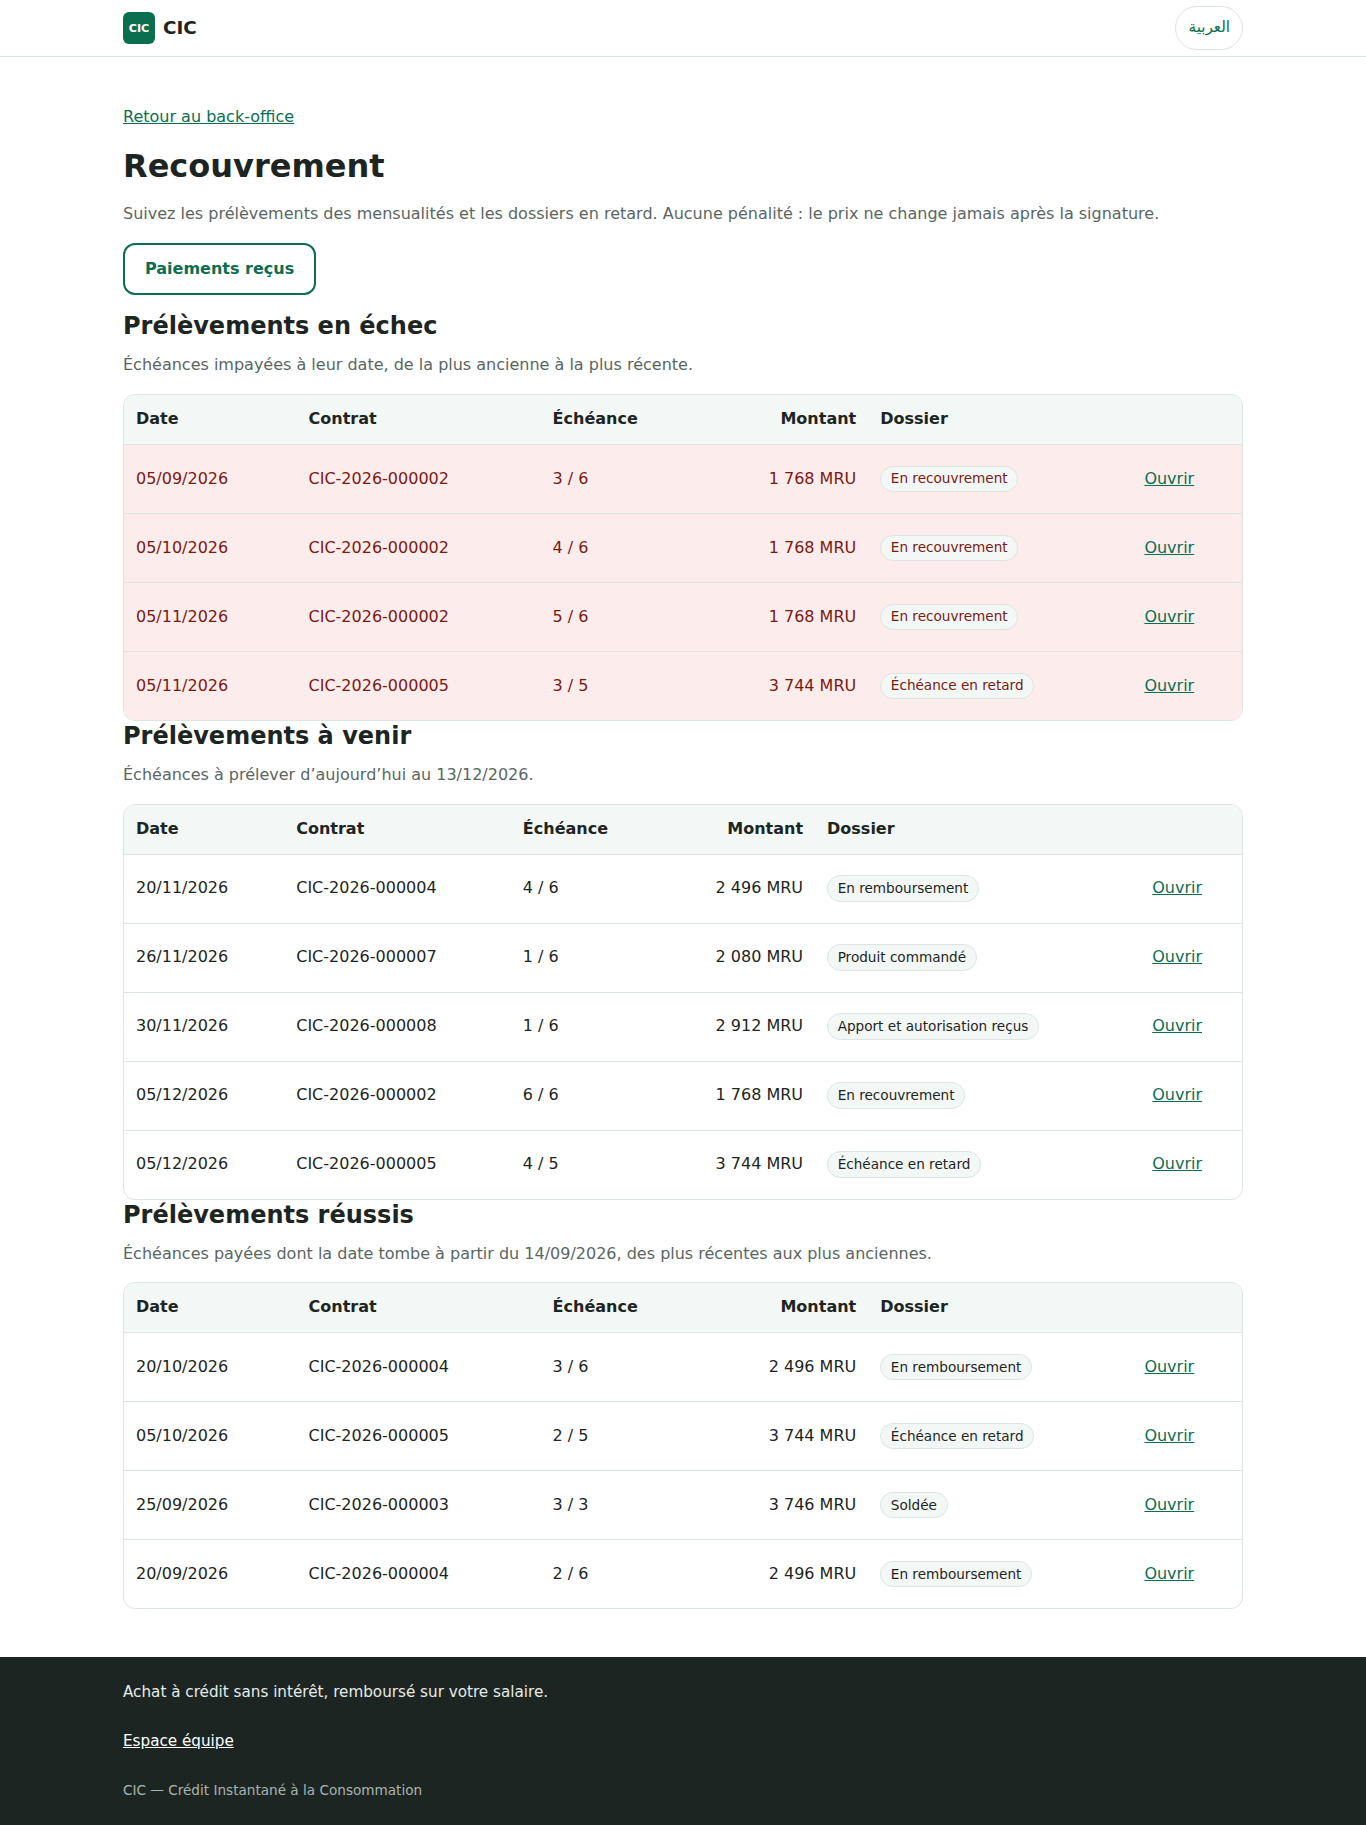 CIC CIC العربية
Retour au back-office
Recouvrement
Suivez les prélèvements des mensualités et les dossiers en retard. Aucune pénalité : le prix ne change jamais après la signature.
Paiements reçus
Prélèvements en échec
Échéances impayées à leur date, de la plus ancienne à la plus récente.
Date Contrat Échéance Montant Dossier
05/09/2026 CIC-2026-000002 3 / 6 1 768 MRU En recouvrement Ouvrir
05/10/2026 CIC-2026-000002 4 / 6 1 768 MRU En recouvrement Ouvrir
05/11/2026 CIC-2026-000002 5 / 6 1 768 MRU En recouvrement Ouvrir
05/11/2026 CIC-2026-000005 3 / 5 3 744 MRU Échéance en retard Ouvrir
Prélèvements à venir
Échéances à prélever d’aujourd’hui au 13/12/2026.
Date Contrat Échéance Montant Dossier
20/11/2026 CIC-2026-000004 4 / 6 2 496 MRU En remboursement Ouvrir
26/11/2026 CIC-2026-000007 1 / 6 2 080 MRU Produit commandé Ouvrir
30/11/2026 CIC-2026-000008 1 / 6 2 912 MRU Apport et autorisation reçus Ouvrir
05/12/2026 CIC-2026-000002 6 / 6 1 768 MRU En recouvrement Ouvrir
05/12/2026 CIC-2026-000005 4 / 5 3 744 MRU Échéance en retard Ouvrir
Prélèvements réussis
Échéances payées dont la date tombe à partir du 14/09/2026, des plus récentes aux plus anciennes.
Date Contrat Échéance Montant Dossier
20/10/2026 CIC-2026-000004 3 / 6 2 496 MRU En remboursement Ouvrir
05/10/2026 CIC-2026-000005 2 / 5 3 744 MRU Échéance en retard Ouvrir
25/09/2026 CIC-2026-000003 3 / 3 3 746 MRU Soldée Ouvrir
20/09/2026 CIC-2026-000004 2 / 6 2 496 MRU En remboursement Ouvrir
Achat à crédit sans intérêt, remboursé sur votre salaire.
Espace équipe
CIC — Crédit Instantané à la Consommation